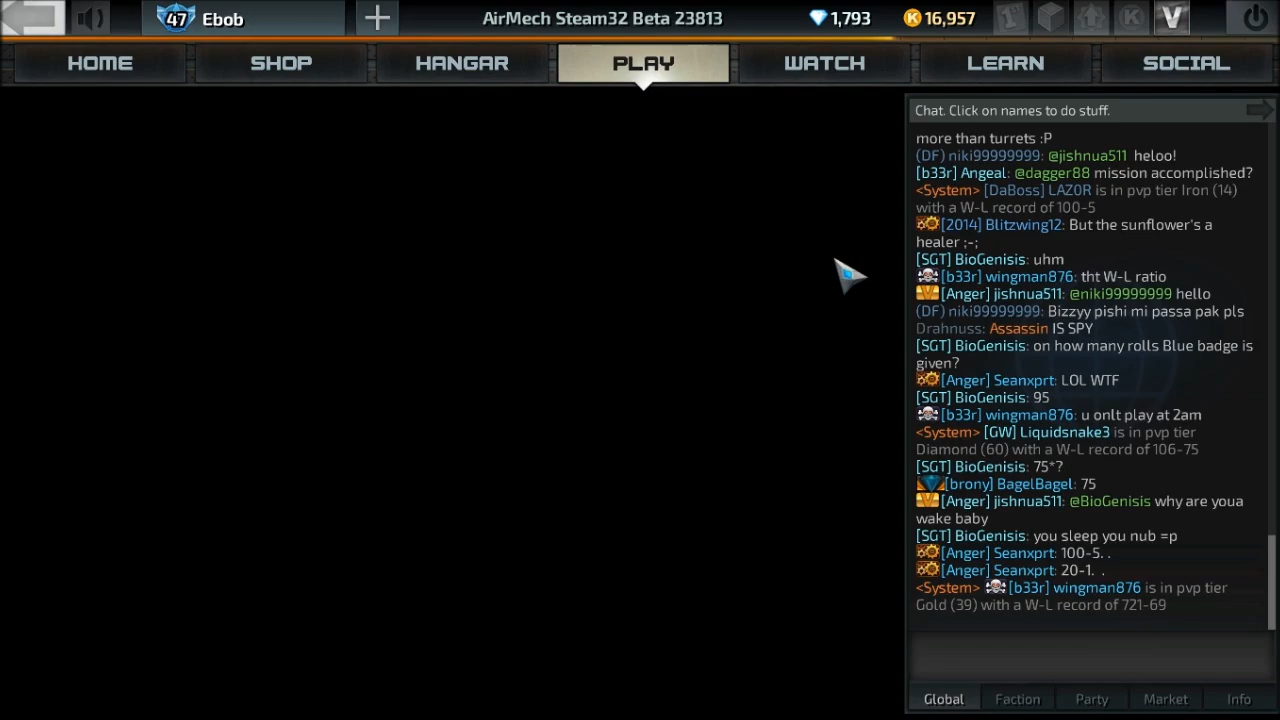 47 Ebob
AirMech Steam32 Beta 23813
1,793
K 16,957
K
V
HOME
SHOP
HANGAR
PLAY
WATCH
LEARN
SOCIAL
Chat. Click on names to do stuff.
more than turrets :P
(DF) niki99999999: @jishnua511 heloo!
[b33r] Angeal: @dagger88 mission accomplished?
<System> [DaBoss] LAZ0R is in pvp tier Iron (14)
with a W-L record of 100-5
[2014] Blitzwing12: But the sunflower's a
healer ;-;
[SGT] BioGenisis: uhm
[b33r] wingman876: tht W-L ratio
[Anger] jishnua511: @niki99999999 hello
(DF) niki99999999: Bizzyy pishi mi passa pak pls
Drahnuss: Assassin IS SPY
[SGT] BioGenisis: on how many rolls Blue badge is
given?
[Anger] Seanxprt: LOL WTF
[SGT] BioGenisis: 95
[b33r] wingman876: u onlt play at 2am
<System> [GW] Liquidsnake3 is in pvp tier
Diamond (60) with a W-L record of 106-75
[SGT] BioGenisis: 75*?
[brony] BagelBagel: 75
[Anger] jishnua511: @BioGenisis why are youa
wake baby
[SGT] BioGenisis: you sleep you nub =p
[Anger] Seanxprt: 100-5. .
[Anger] Seanxprt: 20-1. .
<System> [b33r] wingman876 is in pvp tier
Gold (39) with a W-L record of 721-69
Global
Faction
Party
Market
Info